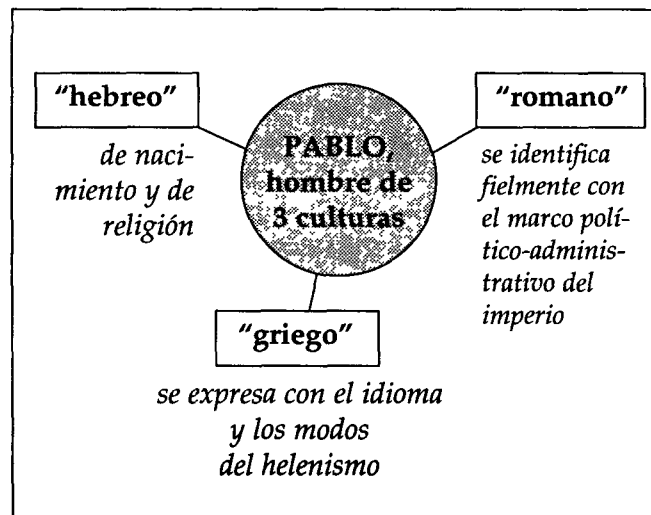 PABLO,
hombre de
3 culturas
"hebreo"
de naci-
miento y de
religión
"romano"
se identifica
fielmente con
el marco polí-
tico-adminis-
trativo del
imperio
"griego"
se expresa con el idioma
y los modos
del helenismo